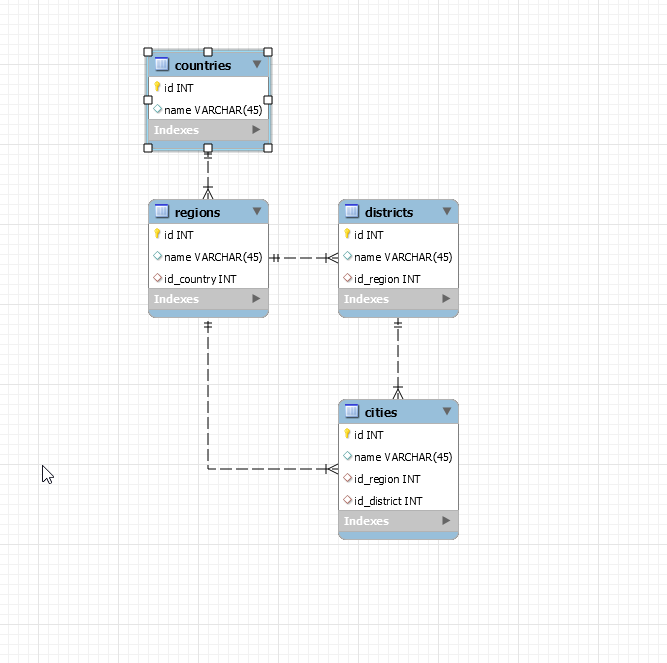 countries
id INT
name VARCHAR(45)
Indexes
regions
id INT
name VARCHAR(45)
id_country INT
Indexes
districts
id INT
name VARCHAR(45)
id_region INT
Indexes
cities
id INT
name VARCHAR(45)
id_region INT
id_district INT
Indexes